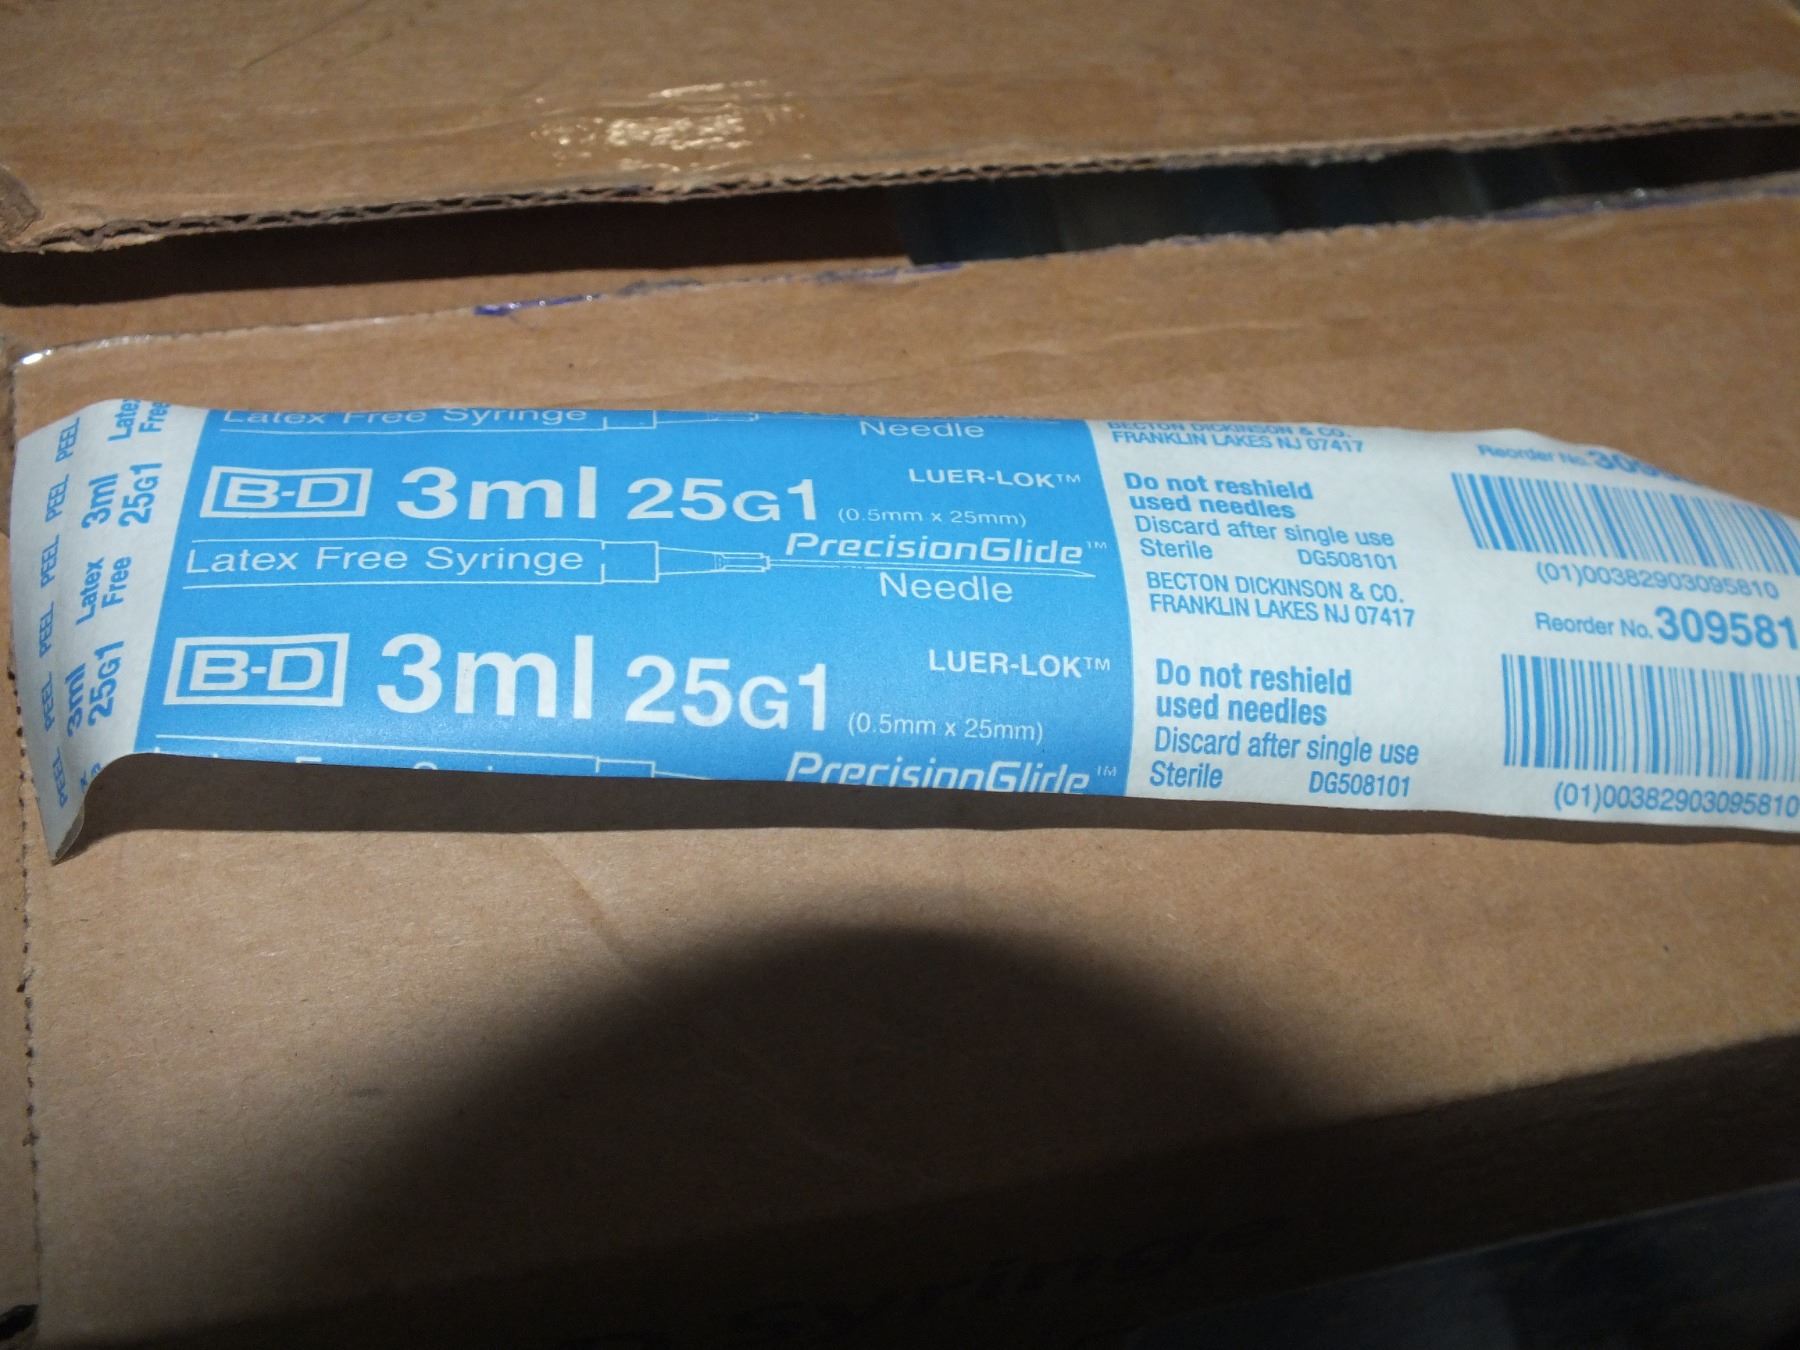 PEEL PEEL PEEL PEEL PEEL PEEL
3ml Latex 3ml Latex
25G1 Free 25G1 Free
Latex Free Syringe
Needle
B-D 3ml 25G1 (0.5mm x 25mm) LUER-LOK™
PrecisionGlide™
Latex Free Syringe
Needle
B-D 3ml 25G1 (0.5mm x 25mm) LUER-LOK™
PrecisionGlide™
BECTON DICKINSON & CO.
FRANKLIN LAKES NJ 07417
Do not reshield
used needles
Discard after single use
Sterile DG508101
BECTON DICKINSON & CO.
FRANKLIN LAKES NJ 07417
Do not reshield
used needles
Discard after single use
Sterile DG508101
Reorder No.
(01)00382903095810
Reorder No. 309581
(01)00382903095810